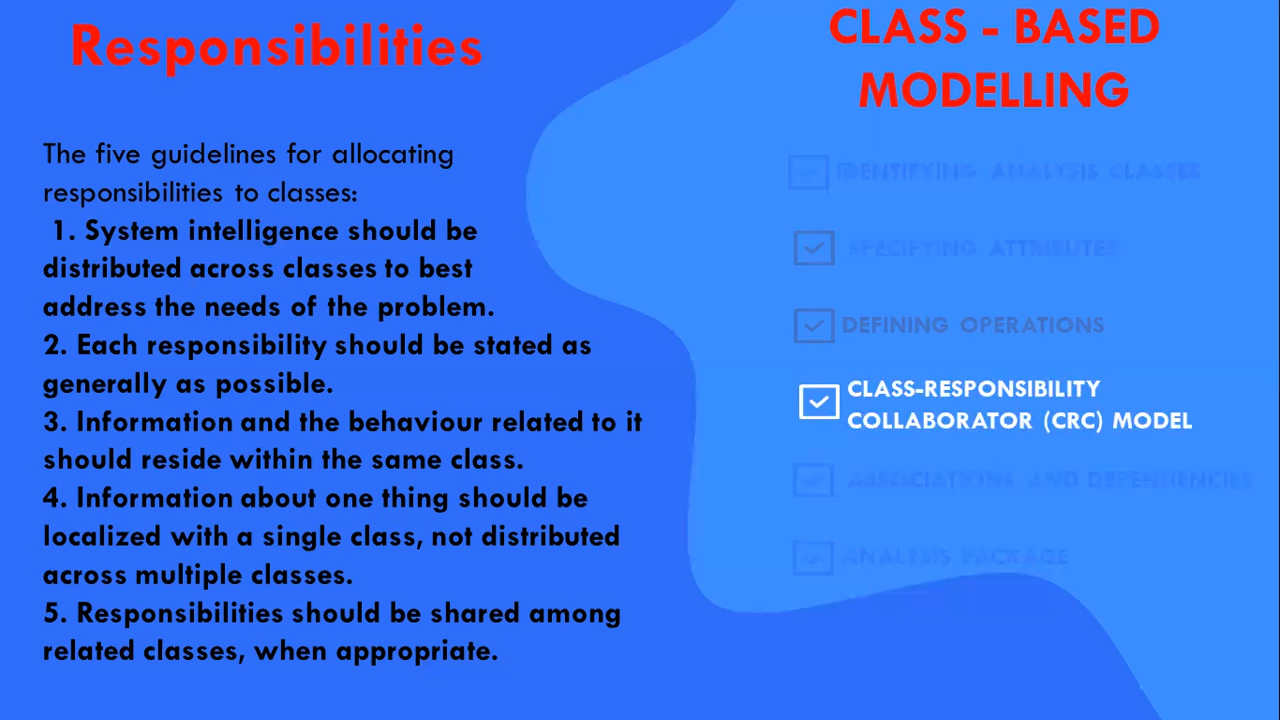 Responsibilities
The five guidelines for allocating
responsibilities to classes:
1. System intelligence should be
distributed across classes to best
address the needs of the problem.
2. Each responsibility should be stated as
generally as possible.
3. Information and the behaviour related to it
should reside within the same class.
4. Information about one thing should be
localized with a single class, not distributed
across multiple classes.
5. Responsibilities should be shared among
related classes, when appropriate.
CLASS - BASED
MODELLING
IDENTIFYING ANALYSIS CLASSES
SPECIFYING ATTRIBUTES
DEFINING OPERATIONS
CLASS-RESPONSIBILITY
COLLABORATOR (CRC) MODEL
ASSOCIATIONS AND DEPENDENCIES
ANALYSIS PACKAGE